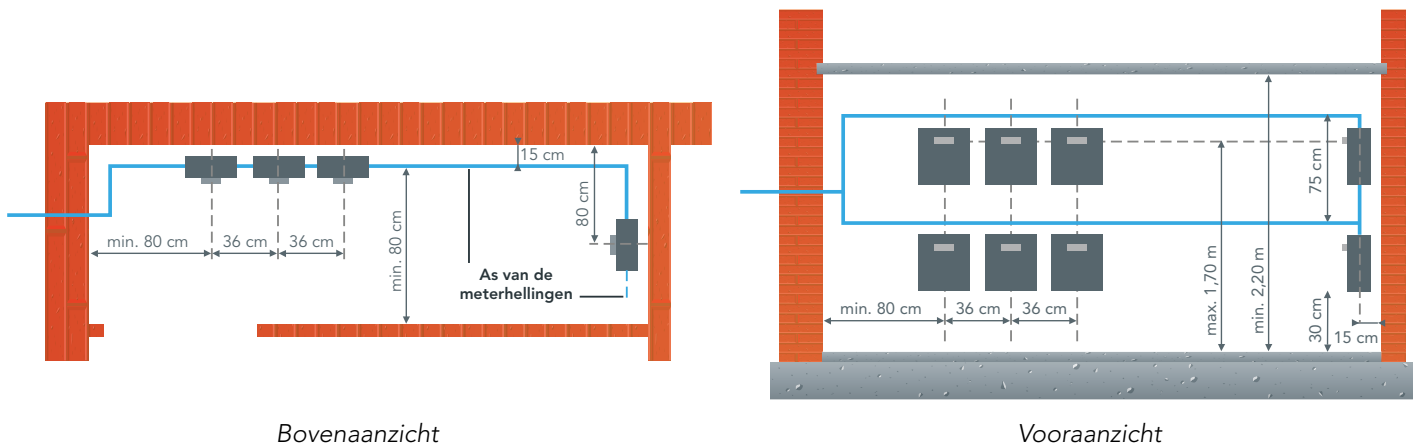 15 cm
80 cm
min. 80 cm
36 cm
36 cm
min. 80 cm
As van de
meterhellingen
Bovenaanzicht
75 cm
max. 1,70 m
min. 2,20 m
30 cm
min. 80 cm
36 cm
36 cm
15 cm
Vooraanzicht